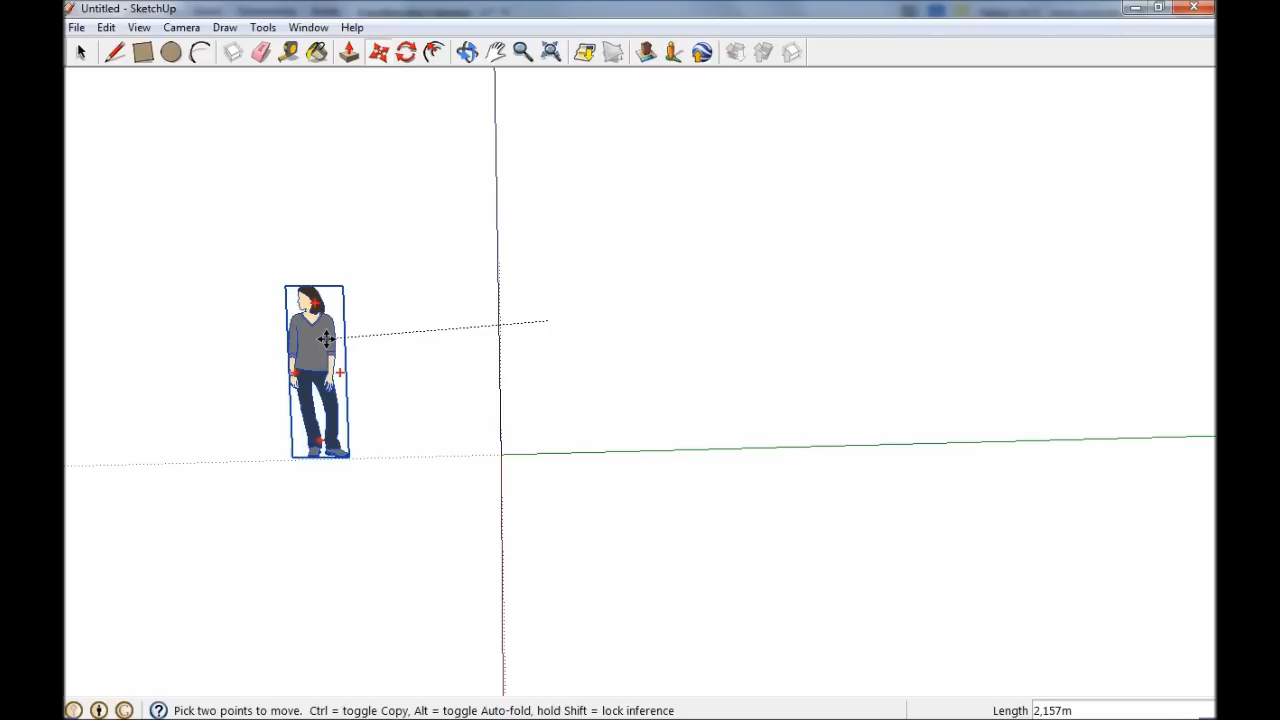 Untitled - SketchUp
File Edit View Camera Draw Tools Window Help
Pick two points to move. Ctrl = toggle Copy, Alt = toggle Auto-fold, hold Shift = lock inference
Length 2,157m